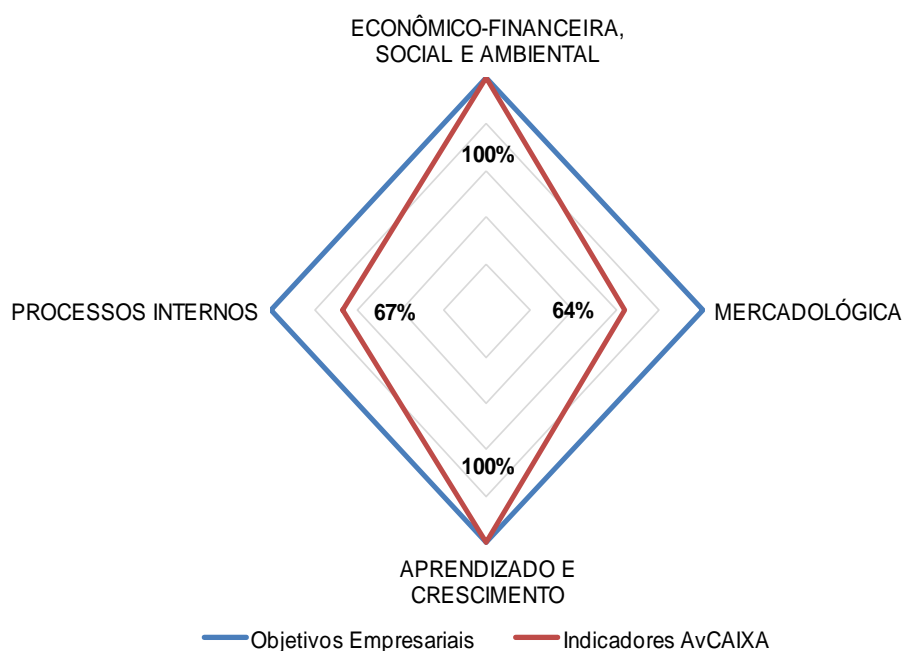 ECONÔMICO-FINANCEIRA,
SOCIAL E AMBIENTAL
100%
PROCESSOS INTERNOS
67%
64%
MERCADOLÓGICA
100%
APRENDIZADO E
CRESCIMENTO
Objetivos Empresariais
Indicadores AvCAIXA